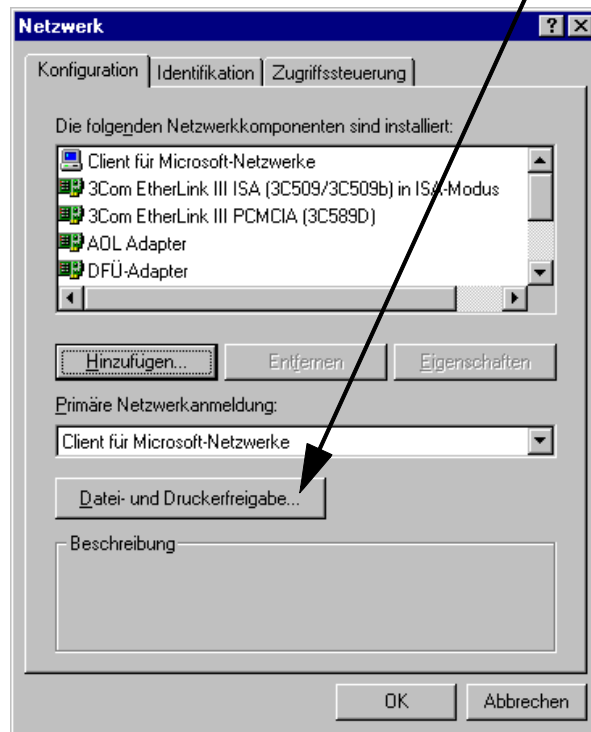 Netzwerk
Konfiguration Identifikation Zugriffssteuerung
Die folgenden Netzwerkkomponenten sind installiert:
Client für Microsoft-Netzwerke
3Com EtherLink III ISA (3C509/3C509b) in ISA-Modus
3Com EtherLink III PCMCIA (3C589D)
AOL Adapter
DFÜ-Adapter
Hinzufügen... Entfernen Eigenschaften
Primäre Netzwerkanmeldung:
Client für Microsoft-Netzwerke
Datei- und Druckerfreigabe...
Beschreibung
OK Abbrechen